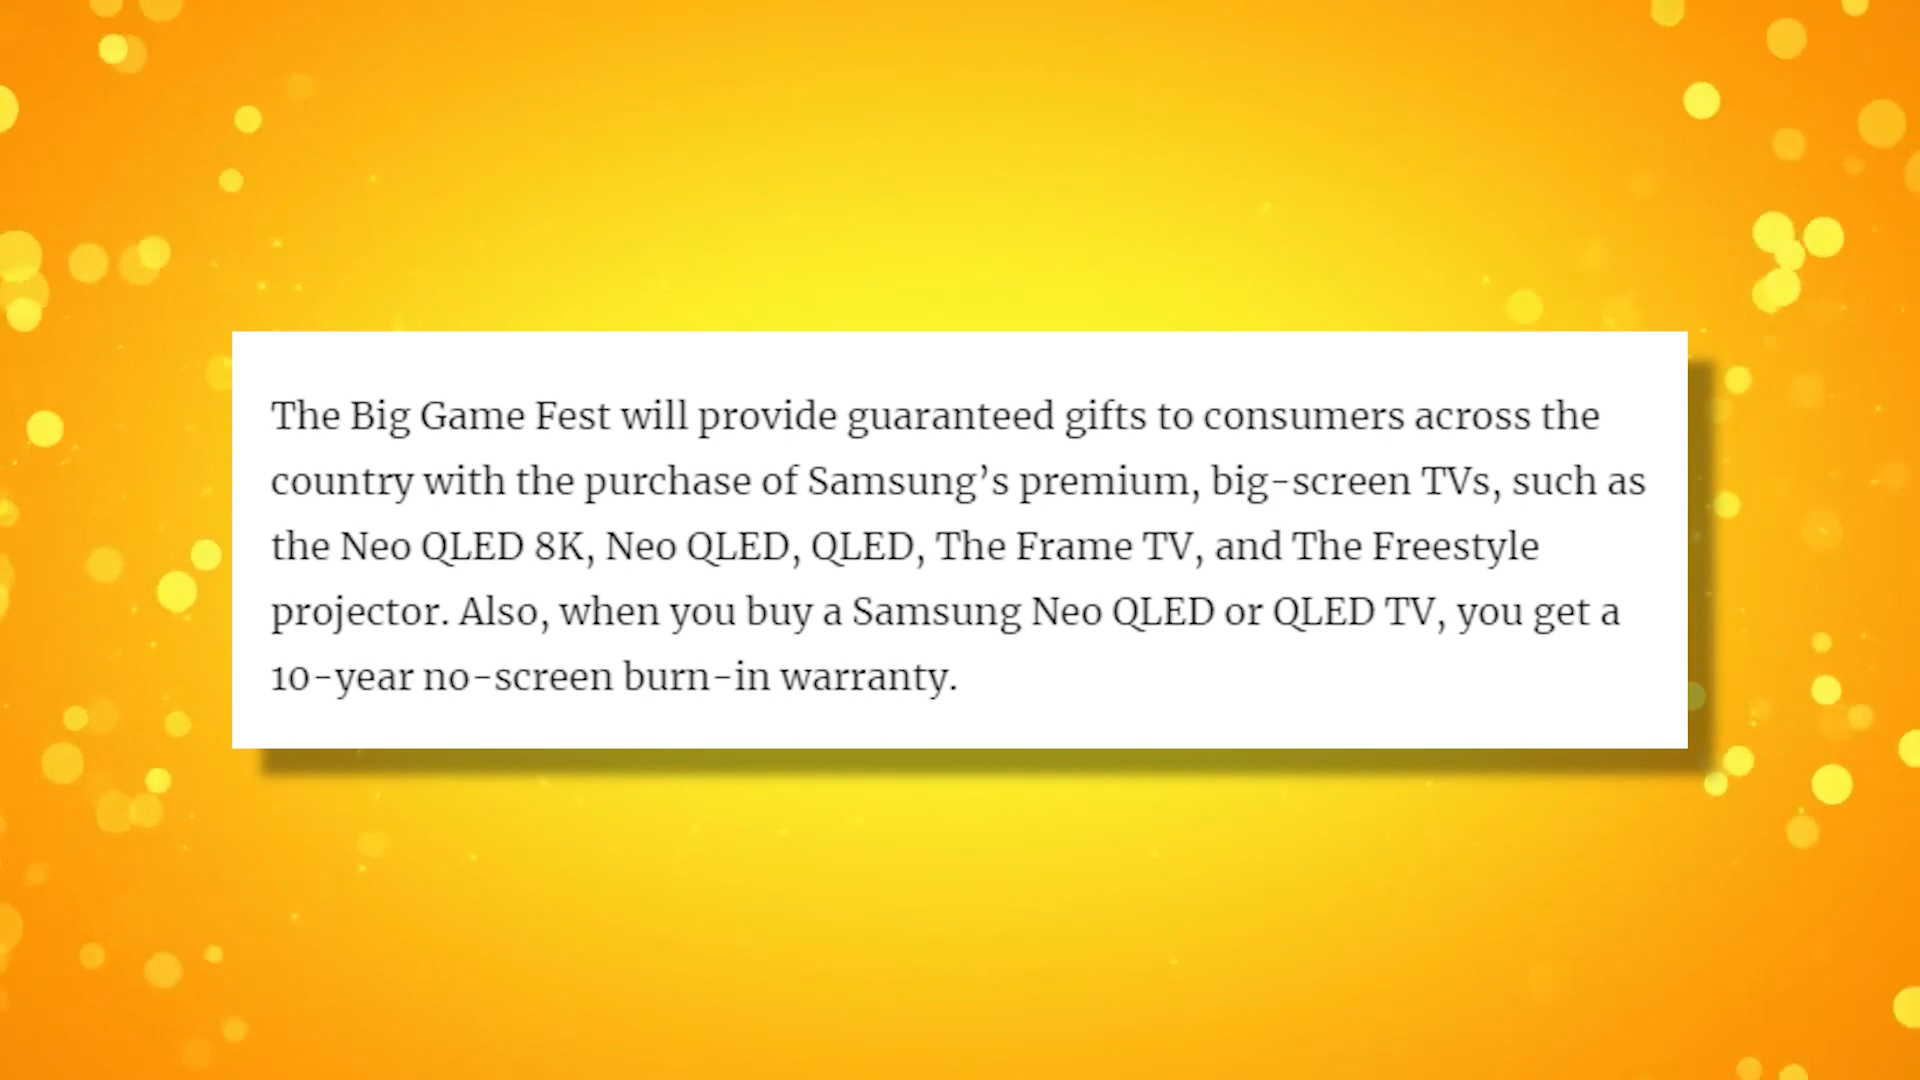 The Big Game Fest will provide guaranteed gifts to consumers across the
country with the purchase of Samsung’s premium, big-screen TVs, such as
the Neo QLED 8K, Neo QLED, QLED, The Frame TV, and The Freestyle
projector. Also, when you buy a Samsung Neo QLED or QLED TV, you get a
10-year no-screen burn-in warranty.